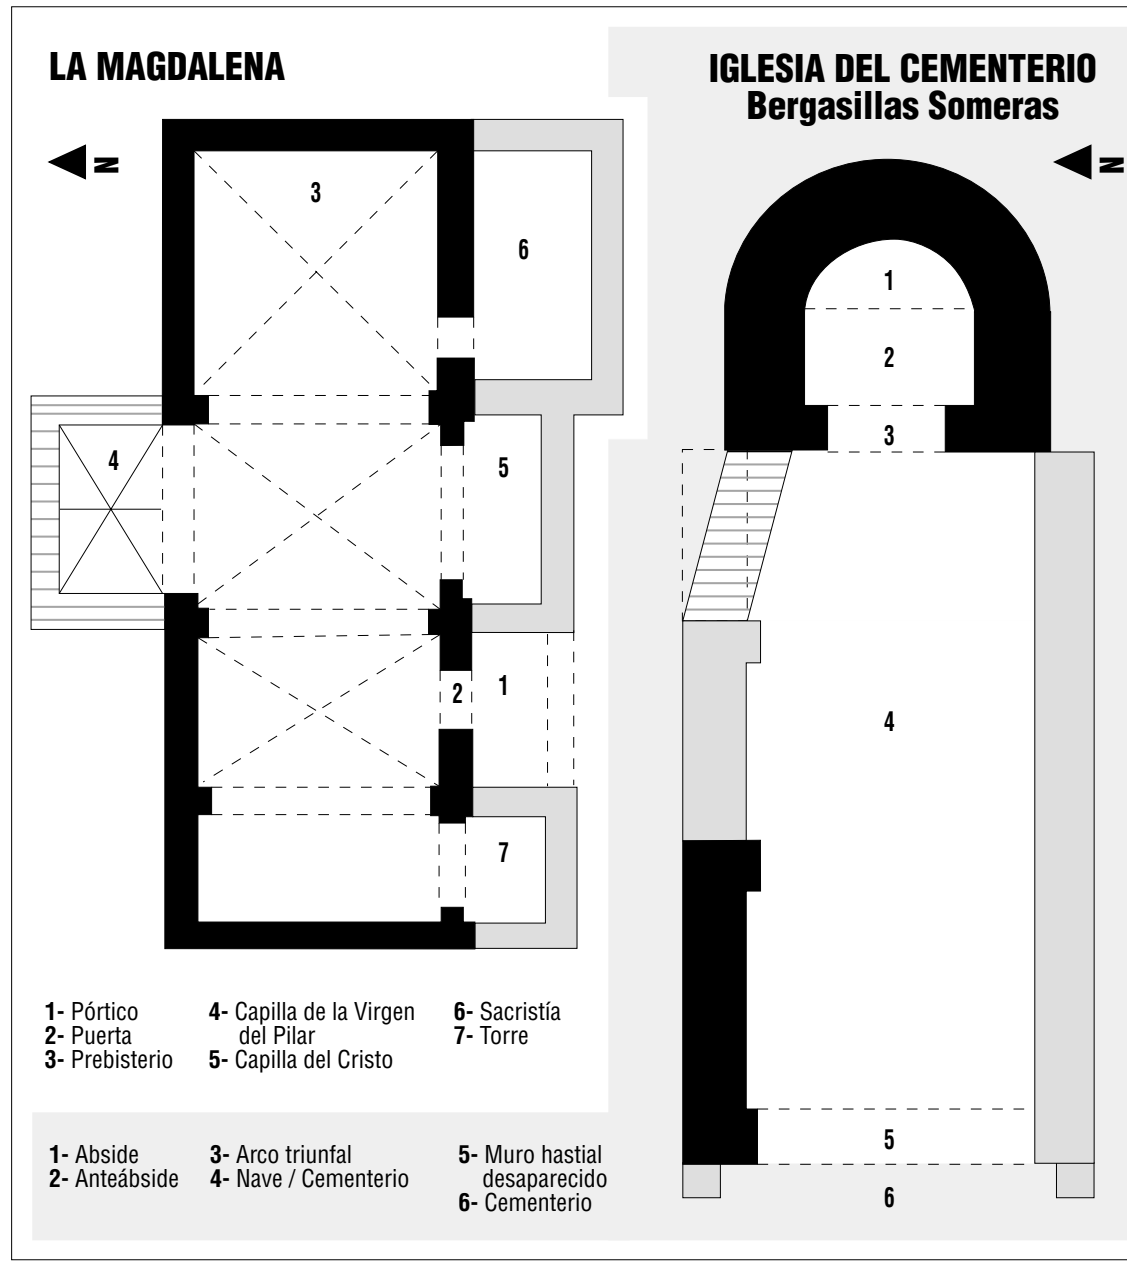 LA MAGDALENA
N
3
6
4
5
2
1
7
1- Pórtico
2- Puerta
3- Prebisterio
4- Capilla de la Virgen
del Pilar
5- Capilla del Cristo
6- Sacristía
7- Torre
IGLESIA DEL CEMENTERIO
Bergasillas Someras
N
1
2
3
4
5
6
1- Abside
2- Anteábside
3- Arco triunfal
4- Nave / Cementerio
5- Muro hastial
desaparecido
6- Cementerio